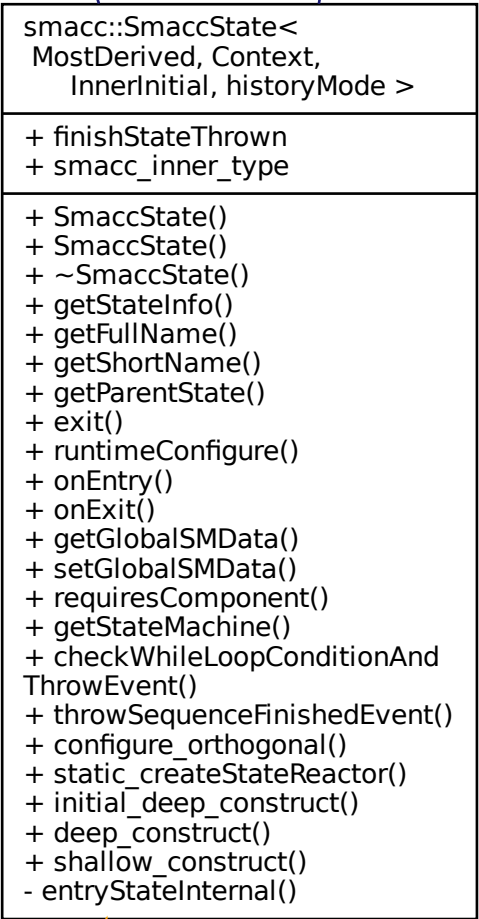 smacc::SmaccState<
MostDerived, Context,
InnerInitial, historyMode >
+ finishStateThrown
+ smacc_inner_type
+ SmaccState()
+ SmaccState()
+ ~SmaccState()
+ getStateInfo()
+ getFullName()
+ getShortName()
+ getParentState()
+ exit()
+ runtimeConfigure()
+ onEntry()
+ onExit()
+ getGlobalSMData()
+ setGlobalSMData()
+ requiresComponent()
+ getStateMachine()
+ checkWhileLoopConditionAnd
ThrowEvent()
+ throwSequenceFinishedEvent()
+ configure_orthogonal()
+ static_createStateReactor()
+ initial_deep_construct()
+ deep_construct()
+ shallow_construct()
- entryStateInternal()